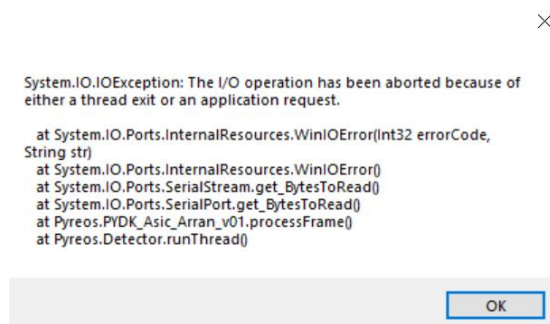 System.IO.IOException: The I/O operation has been aborted because of
either a thread exit or an application request.
at System.IO.Ports.InternalResources.WinIOError(Int32 errorCode,
String str)
at System.IO.Ports.InternalResources.WinIOError()
at System.IO.Ports.SerialStream.get_BytesToRead()
at System.IO.Ports.SerialPort.get_BytesToRead()
at Pyreos.PYDK_Asic_Arran_v01.processFrame()
at Pyreos.Detector.runThread()
OK